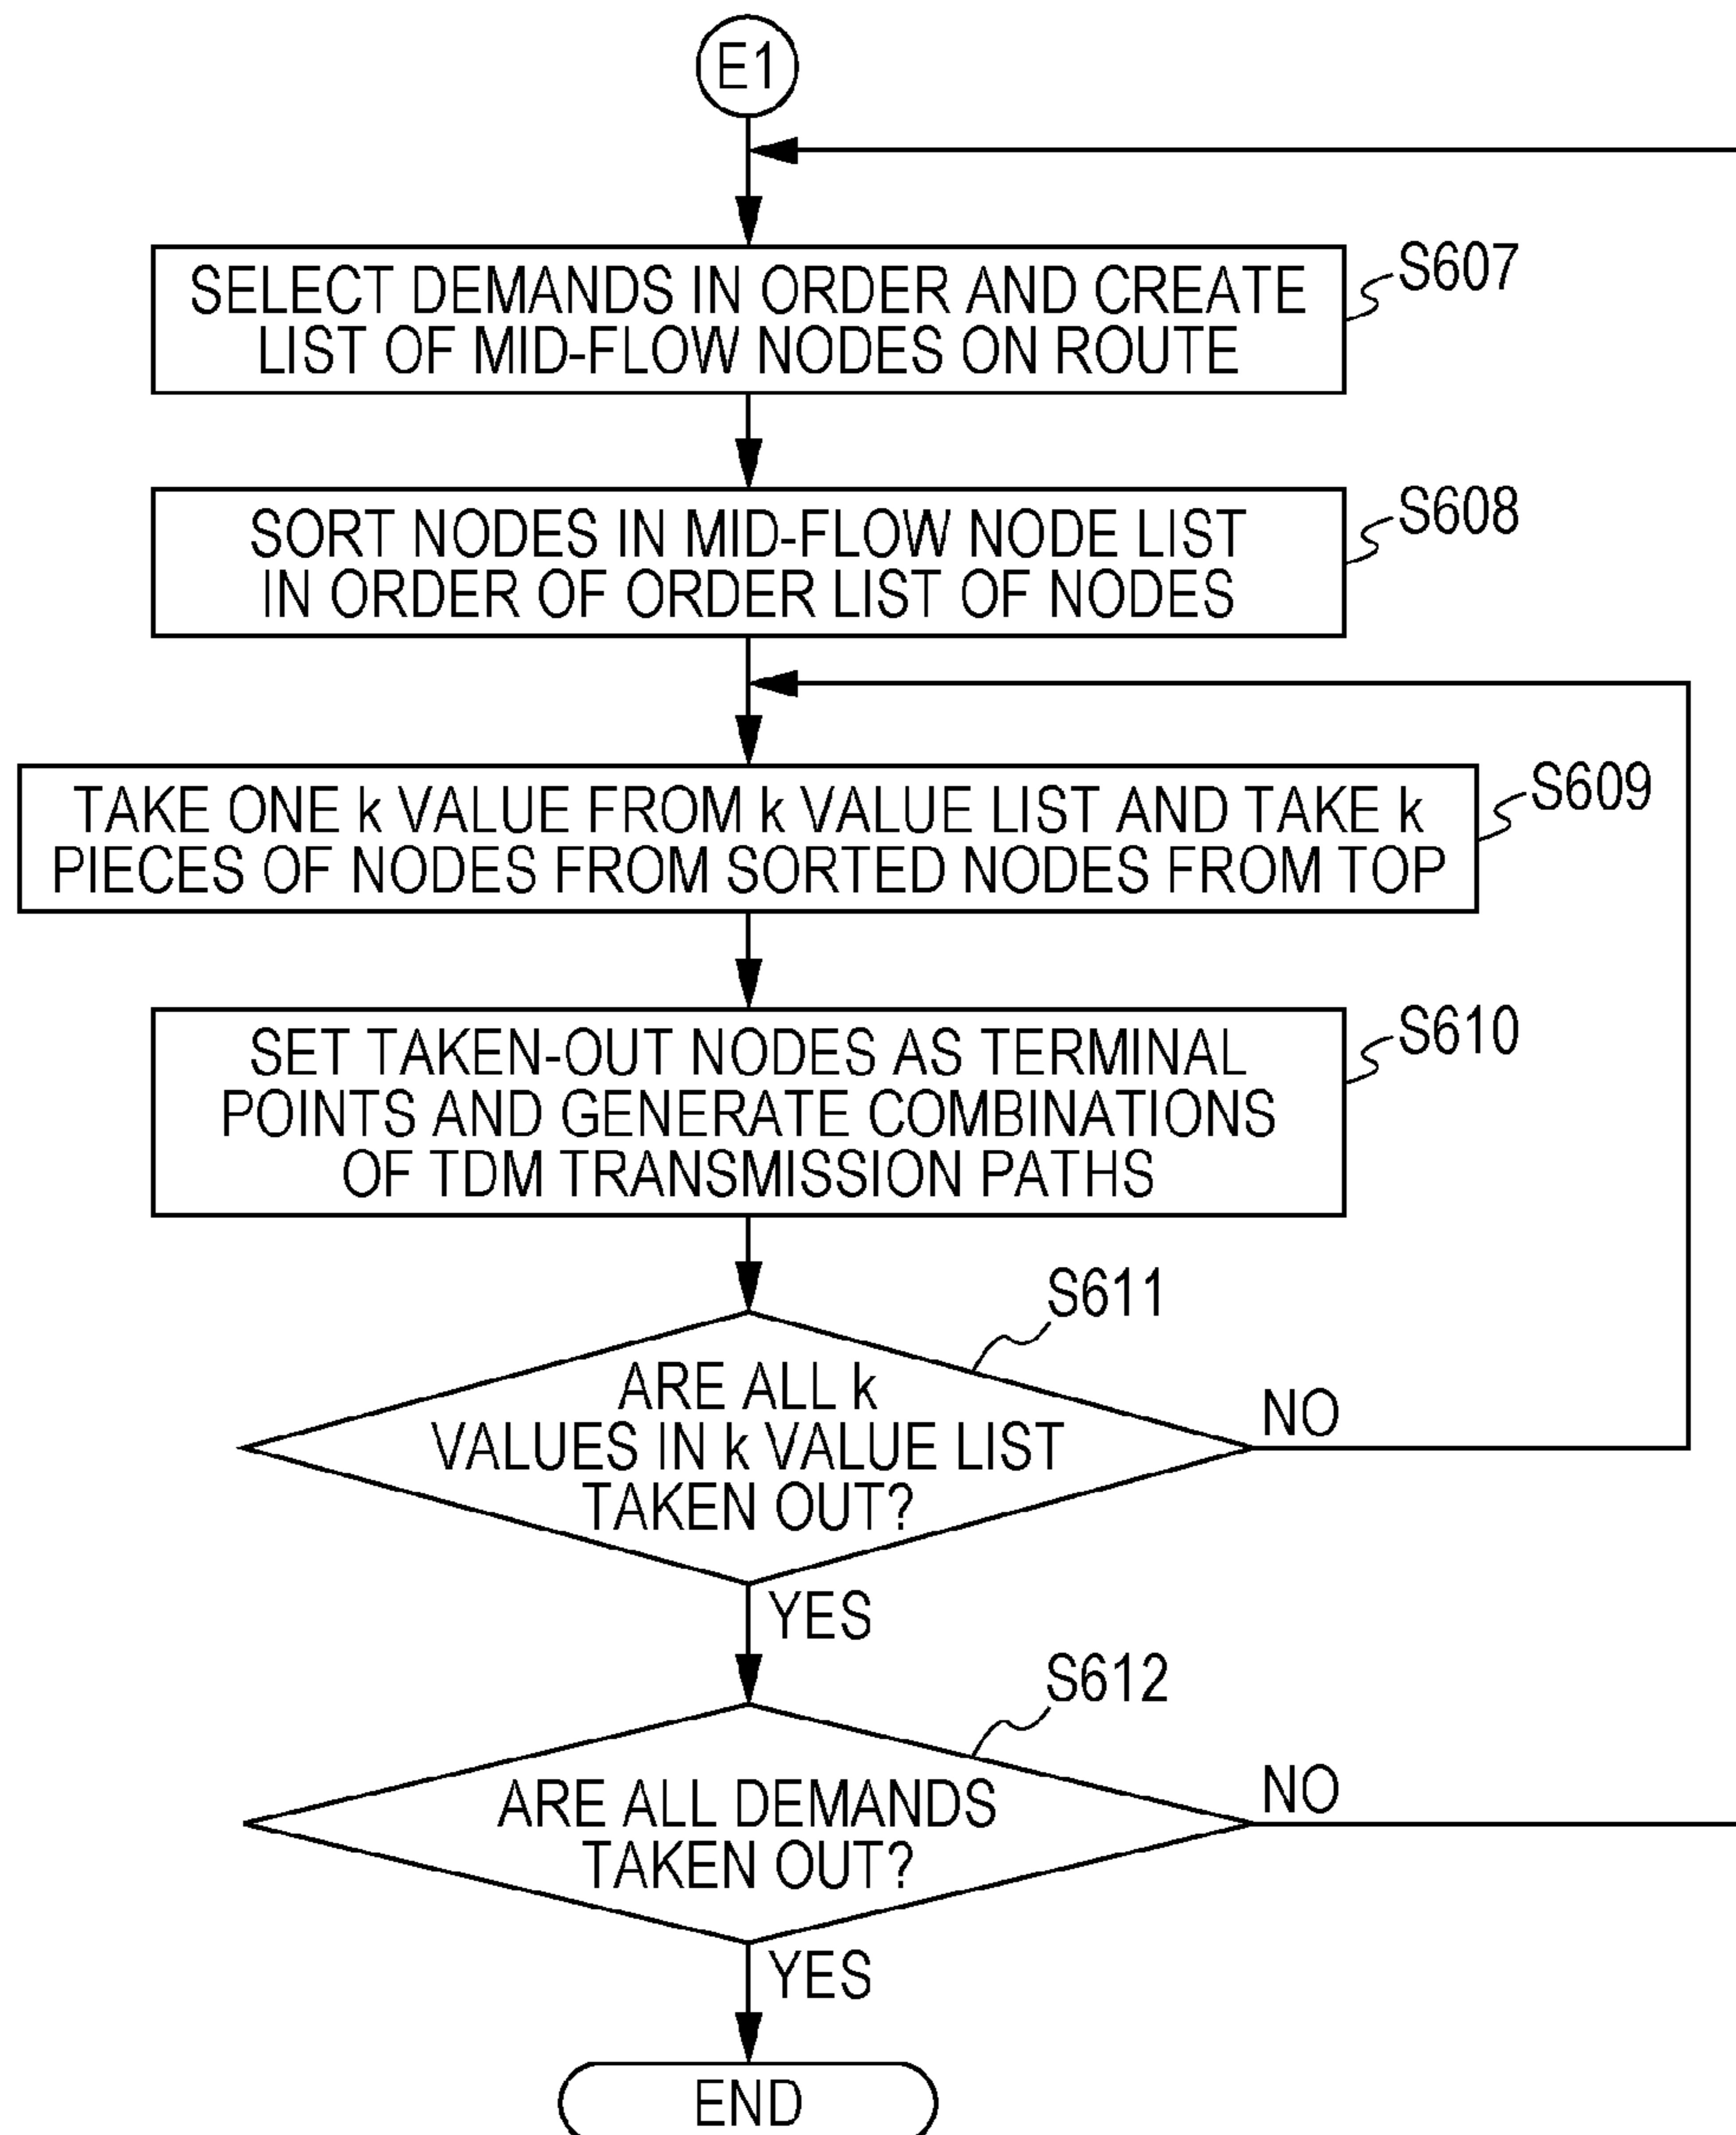 E1
SELECT DEMANDS IN ORDER AND CREATE
LIST OF MID-FLOW NODES ON ROUTE
S607
SORT NODES IN MID-FLOW NODE LIST
IN ORDER OF ORDER LIST OF NODES
S608
TAKE ONE k VALUE FROM k VALUE LIST AND TAKE k
PIECES OF NODES FROM SORTED NODES FROM TOP
S609
SET TAKEN-OUT NODES AS TERMINAL
POINTS AND GENERATE COMBINATIONS
OF TDM TRANSMISSION PATHS
S610
S611
ARE ALL k
VALUES IN k VALUE LIST
TAKEN OUT?
NO
YES
S612
ARE ALL DEMANDS
TAKEN OUT?
NO
YES
END